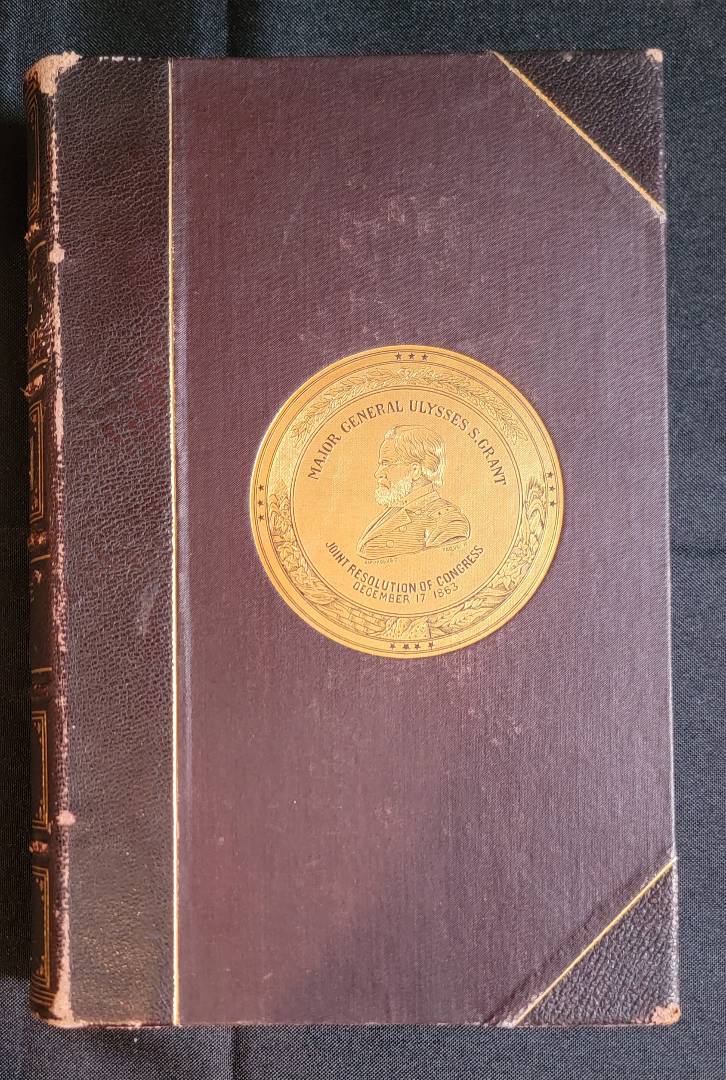 MAJOR GENERAL ULYSSES S. GRANT
JOINT RESOLUTION OF CONGRESS
DECEMBER 17 1863